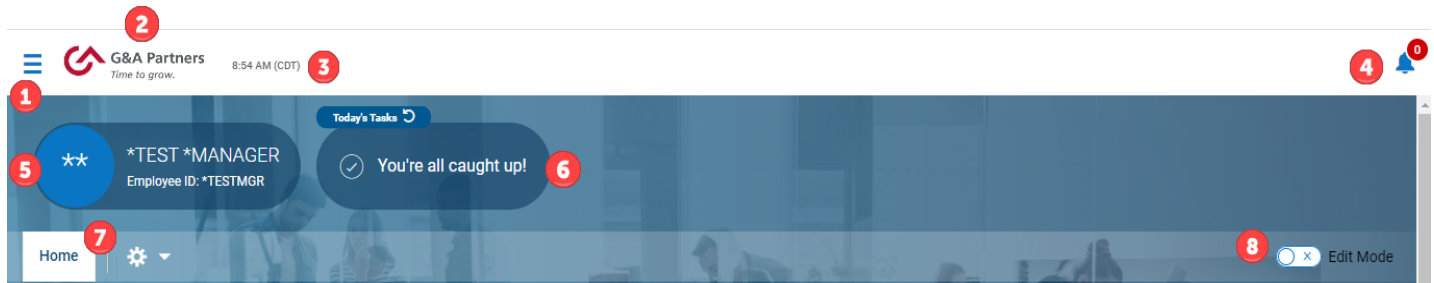 2
G&A Partners
Time to grow.
8:54 AM (CDT)
3
4
0
1
Today's Tasks
5
**
*TEST *MANAGER
Employee ID: *TESTMGR
You're all caught up!
6
Home
7
8
X
Edit Mode